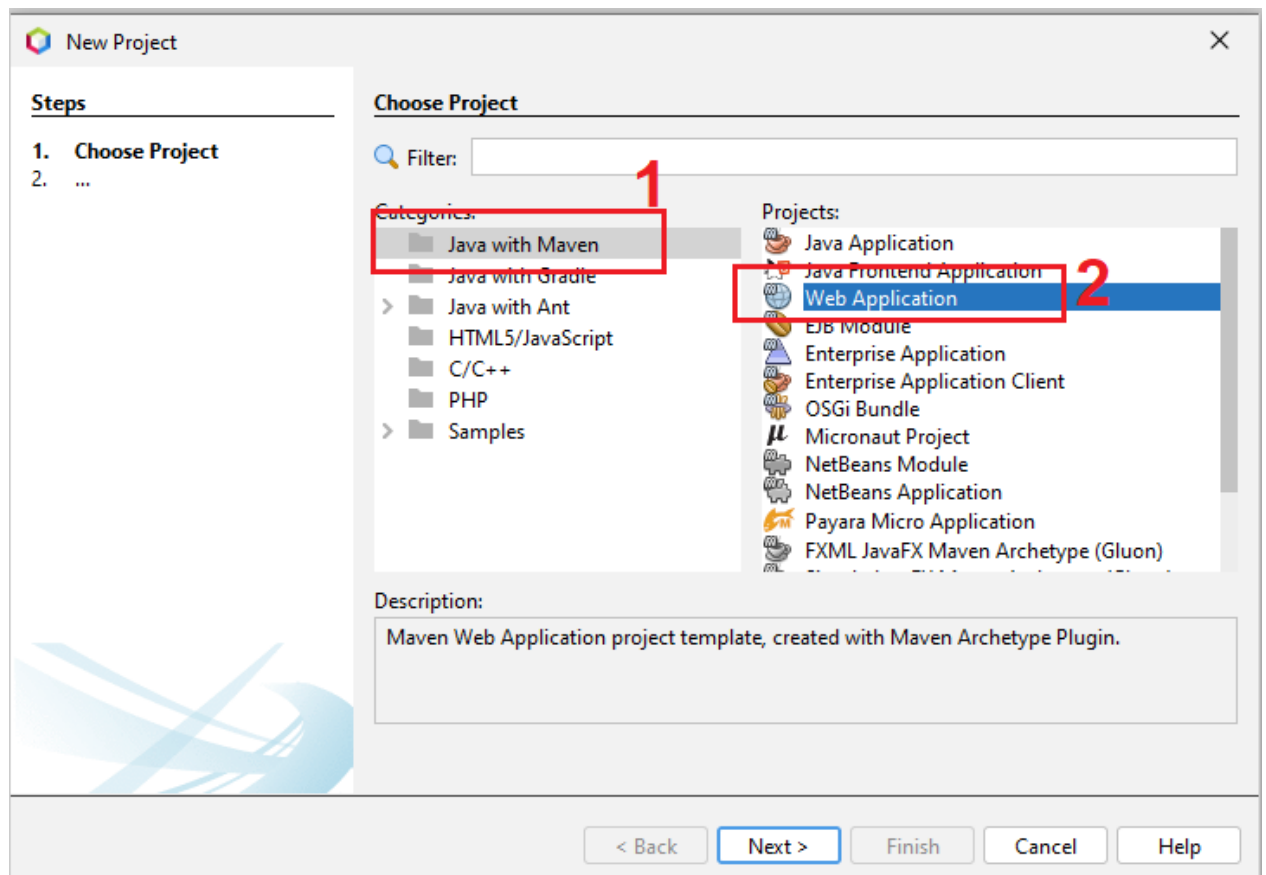 New Project
Steps
1. Choose Project
2. ...
Choose Project
Filter:
1
Categories:
Java with Maven
Java with Gradle
Java with Ant
HTML5/JavaScript
C/C++
PHP
Samples
Projects:
Java Application
Java Frontend Application
Web Application
2
EJB Module
Enterprise Application
Enterprise Application Client
OSGi Bundle
μ Micronaut Project
NetBeans Module
NetBeans Application
Payara Micro Application
FXML JavaFX Maven Archetype (Gluon)
Description:
Maven Web Application project template, created with Maven Archetype Plugin.
< Back
Next >
Finish
Cancel
Help